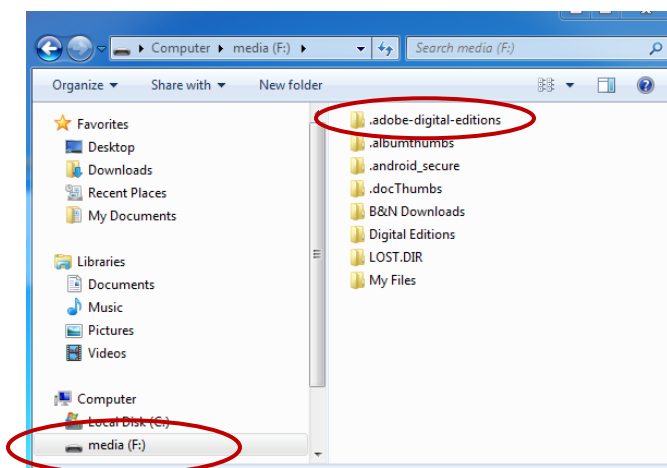 Computer media (F:) Search media (F:)
Organize Share with New folder
Favorites
Desktop
Downloads
Recent Places
My Documents
Libraries
Documents
Music
Pictures
Videos
Computer
Local Disk (C:)
media (F:)
.adobe-digital-editions
.albumthumbs
.android_secure
.docThumbs
B&N Downloads
Digital Editions
LOST.DIR
My Files